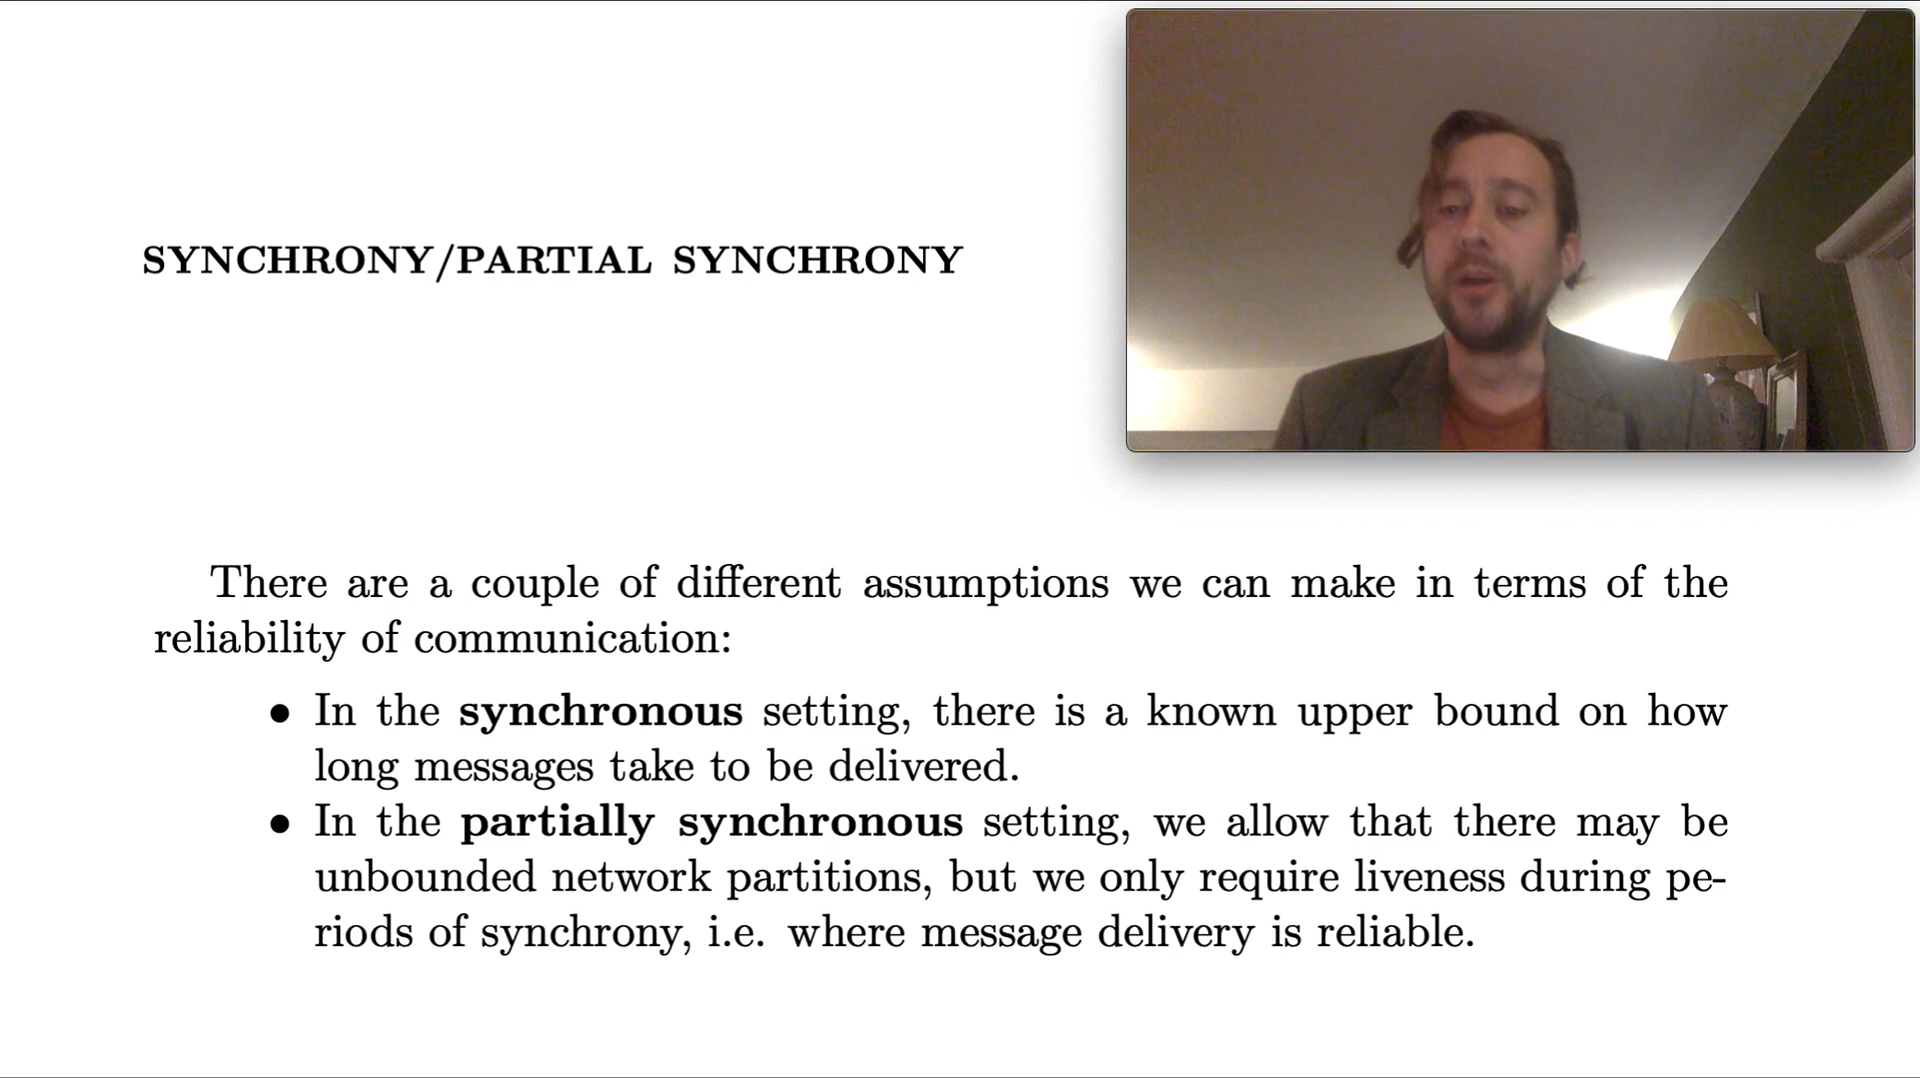 SYNCHRONY/PARTIAL SYNCHRONY
There are a couple of different assumptions we can make in terms of the
reliability of communication:
• In the synchronous setting, there is a known upper bound on how
long messages take to be delivered.
• In the partially synchronous setting, we allow that there may be
unbounded network partitions, but we only require liveness during pe-
riods of synchrony, i.e. where message delivery is reliable.